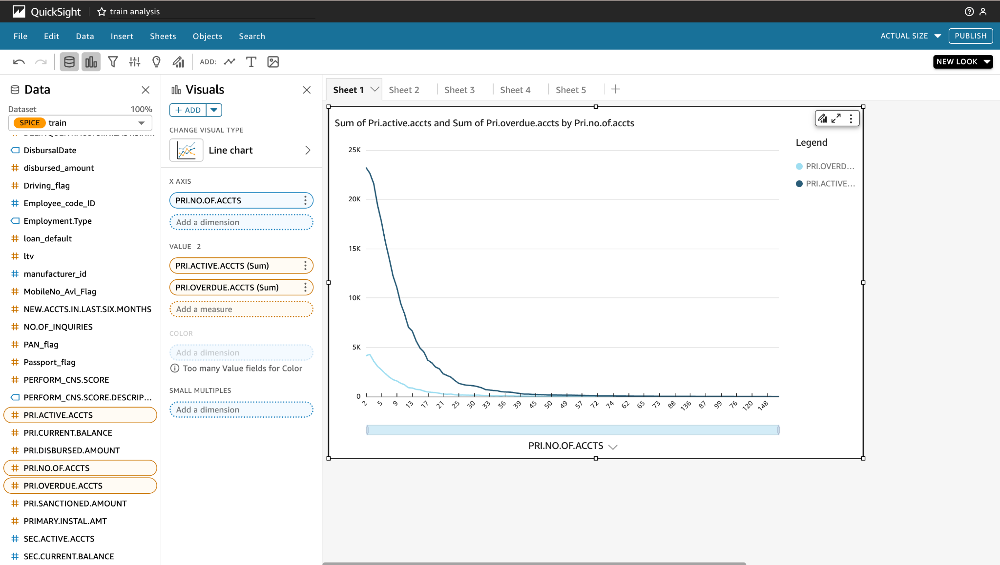 QuickSight
train analysis
File Edit Data Insert Sheets Objects Search
ACTUAL SIZE
PUBLISH
ADD:
NEW LOOK
Data
Dataset 100%
SPICE train
DisbursalDate
disbursed_amount
Driving_flag
Employee_code_ID
Employment.Type
loan_default
ltv
manufacturer_id
MobileNo_Avl_Flag
NEW.ACCTS.IN.LAST.SIX.MONTHS
NO.OF_INQUIRIES
PAN_flag
Passport_flag
PERFORM_CNS.SCORE
PERFORM_CNS.SCORE.DESCRIP...
PRI.ACTIVE.ACCTS
PRI.CURRENT.BALANCE
PRI.DISBURSED.AMOUNT
PRI.NO.OF.ACCTS
PRI.OVERDUE.ACCTS
PRI.SANCTIONED.AMOUNT
PRIMARY.INSTAL.AMT
SEC.ACTIVE.ACCTS
SEC.CURRENT.BALANCE
Visuals
+ ADD
CHANGE VISUAL TYPE
Line chart
X AXIS
PRI.NO.OF.ACCTS
Add a dimension
VALUE 2
PRI.ACTIVE.ACCTS (Sum)
PRI.OVERDUE.ACCTS (Sum)
Add a measure
COLOR
Add a dimension
Too many Value fields for Color
SMALL MULTIPLES
Add a dimension
Sheet 1 Sheet 2 Sheet 3 Sheet 4 Sheet 5
Sum of Pri.active.accts and Sum of Pri.overdue.accts by Pri.no.of.accts
Legend
PRI.OVERD...
PRI.ACTIVE...
25K
20K
15K
10K
5K
0
2 5 9 13 17 21 25 30 33 36 39 45 50 49 57 72 74 62 65 73 88 136 87 99 76 120 148
PRI.NO.OF.ACCTS